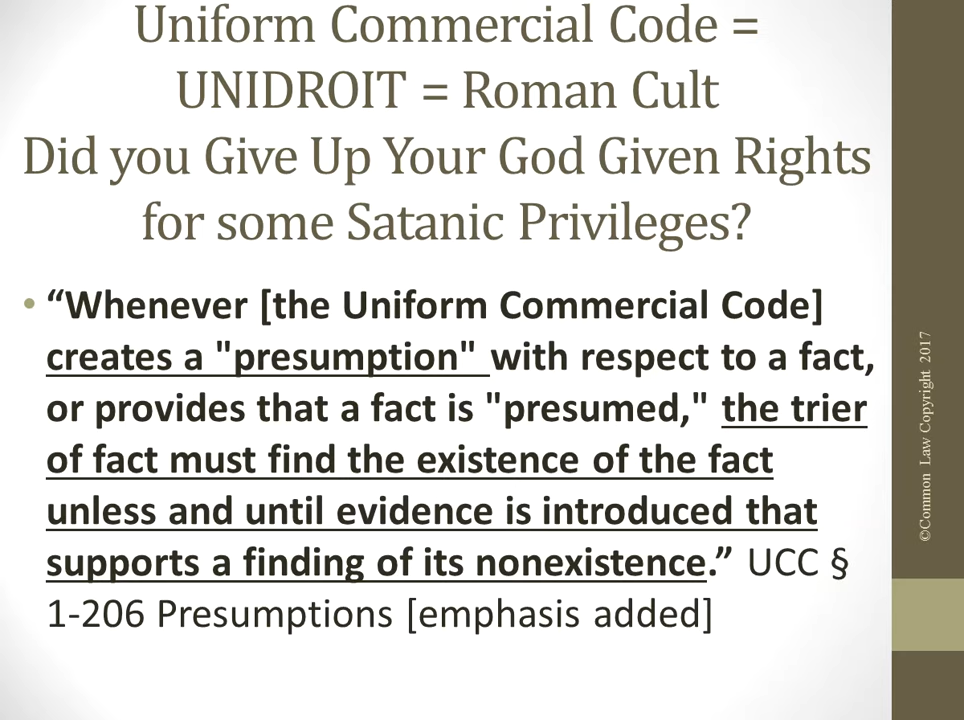 Uniform Commercial Code =
UNIDROIT = Roman Cult
Did you Give Up Your God Given Rights
for some Satanic Privileges?
• “Whenever [the Uniform Commercial Code]
creates a "presumption" with respect to a fact,
or provides that a fact is "presumed," the trier
of fact must find the existence of the fact
unless and until evidence is introduced that
supports a finding of its nonexistence.” UCC §
1-206 Presumptions [emphasis added]
©Common Law Copyright 2017